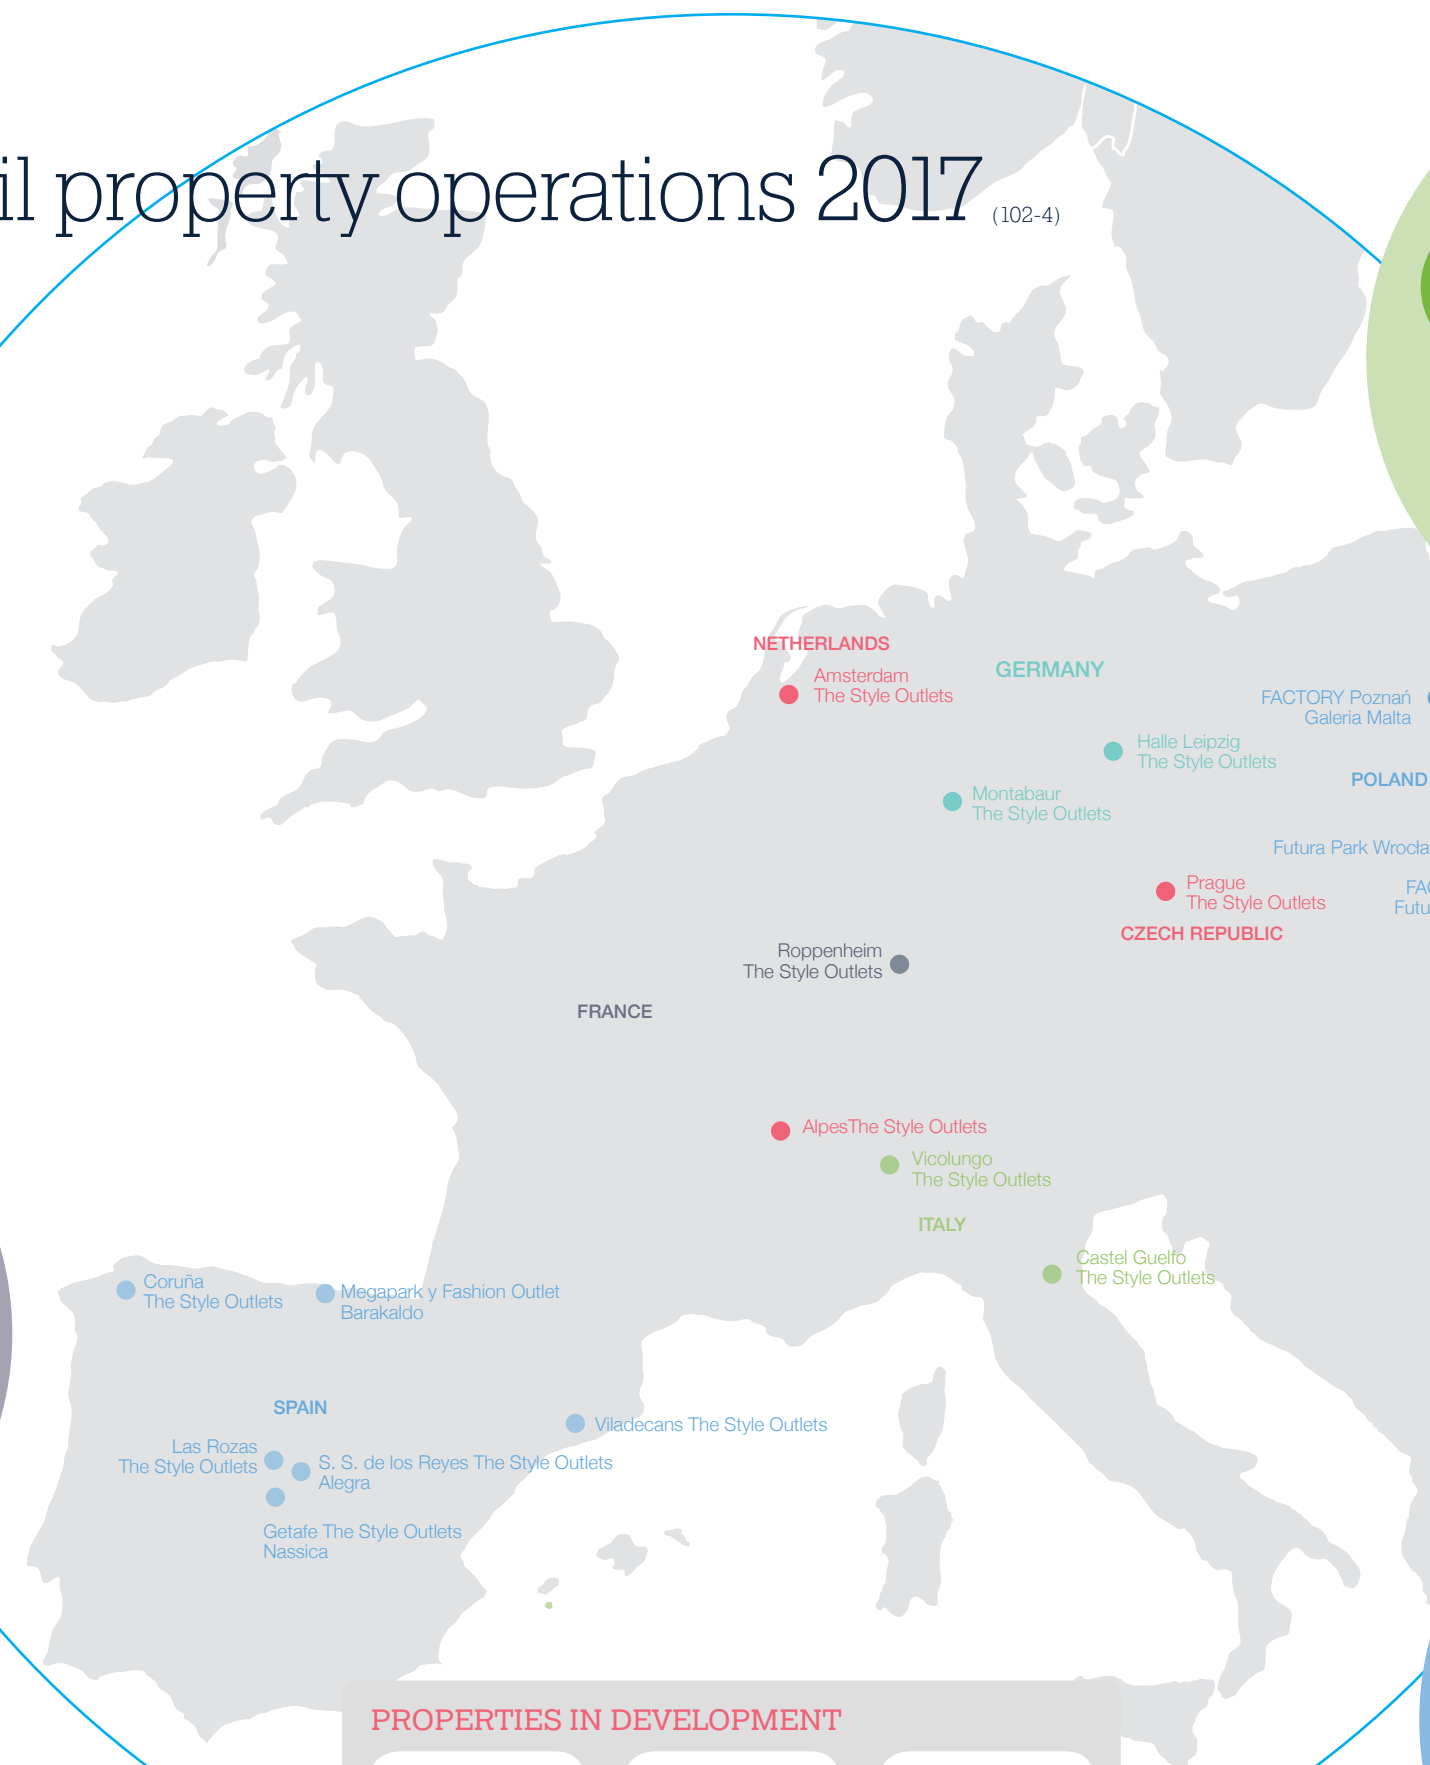 il property operations 2017 (102-4)
NETHERLANDS
Amsterdam
The Style Outlets
GERMANY
FACTORY Poznań
Galeria Malta
Halle Leipzig
The Style Outlets
POLAND
Montabaur
The Style Outlets
Futura Park Wrocła
Prague
The Style Outlets
FAC
Futu
CZECH REPUBLIC
Roppenheim
The Style Outlets
FRANCE
AlpesThe Style Outlets
Vicolungo
The Style Outlets
ITALY
Castel Guelfo
The Style Outlets
Coruña
The Style Outlets
Megapark y Fashion Outlet
Barakaldo
SPAIN
Viladecans The Style Outlets
Las Rozas
The Style Outlets
S. S. de los Reyes The Style Outlets
Alegra
Getafe The Style Outlets
Nassica
PROPERTIES IN DEVELOPMENT